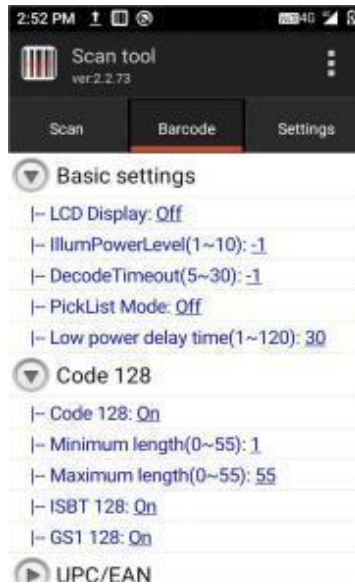 2:52 PM
4G
Scan tool
ver:2.2.73
Scan Barcode Settings
Basic settings
|-- LCD Display: Off
|-- IllumPowerLevel(1~10): -1
|-- DecodeTimeout(5~30): -1
|-- PickList Mode: Off
|-- Low power delay time(1~120): 30
Code 128
|-- Code 128: On
|-- Minimum length(0~55): 1
|-- Maximum length(0~55): 55
|-- ISBT 128: On
|-- GS1 128: On
UPC/EAN